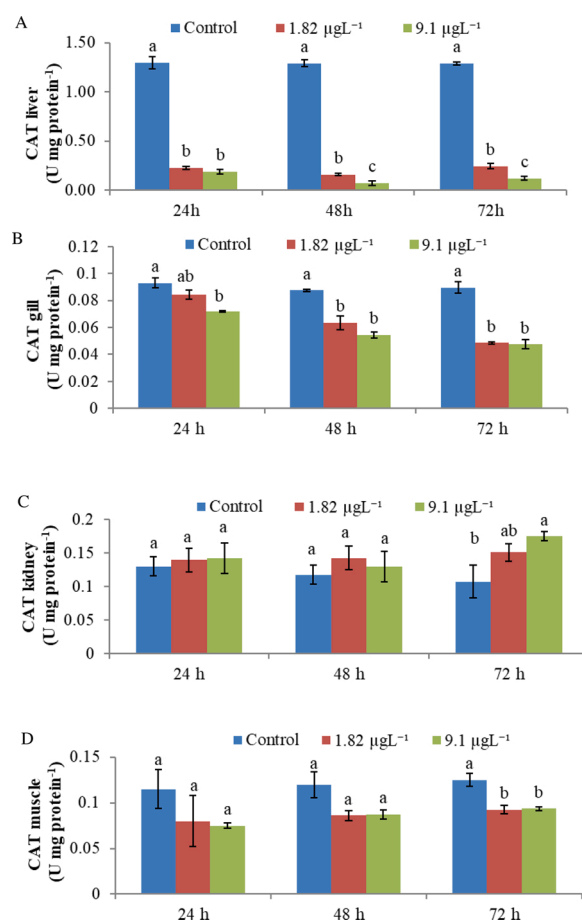 A
Control 1.82 µgL⁻¹ 9.1 µgL⁻¹
CAT liver
(U mg protein⁻¹)
1.50
1.00
0.50
0.00
a b b
a b c
a b c
24h 48h 72h
B
Control 1.82 µgL⁻¹ 9.1 µgL⁻¹
CAT gill
(U mg protein⁻¹)
0.12
0.1
0.08
0.06
0.04
0.02
0
a ab b
a b b
a b b
24 h 48 h 72 h
C
Control 1.82 µgL⁻¹ 9.1 µgL⁻¹
CAT kidney
(U mg protein⁻¹)
0.2
0.15
0.1
0.05
0
a a a
a a a
b ab a
24 h 48 h 72 h
D
Control 1.82 µgL⁻¹ 9.1 µgL⁻¹
CAT muscle
(U mg protein⁻¹)
0.15
0.1
0.05
0
a a a
a a a
a b b
24 h 48 h 72 h